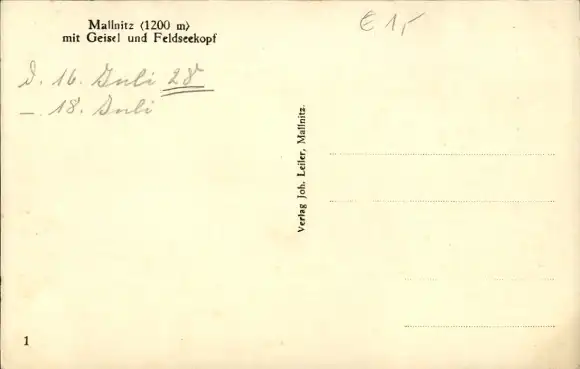 Mallnitz (1200 m)
mit Geisel und Feldseekopf
€ 1,-
D. 16. Juli 28
– 18. Juli
Verlag Joh. Leiler, Mallnitz.
1